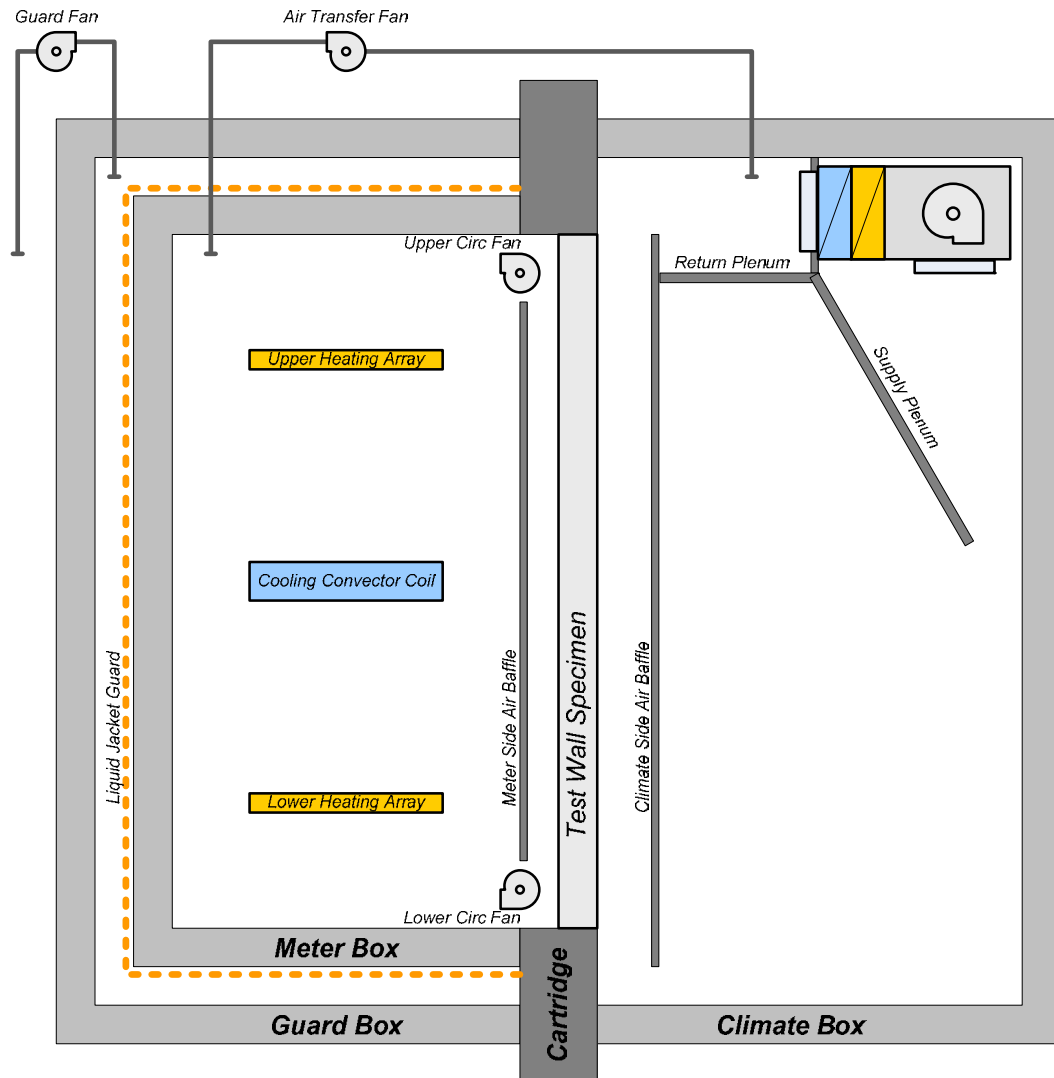 Guard Fan
Air Transfer Fan
Upper Circ Fan
Return Plenum
Upper Heating Array
Supply Plenum
Cooling Convector Coil
Liquid Jacket Guard
Meter Side Air Baffle
Test Wall Specimen
Climate Side Air Baffle
Lower Heating Array
Lower Circ Fan
Meter Box
Cartridge
Guard Box
Climate Box